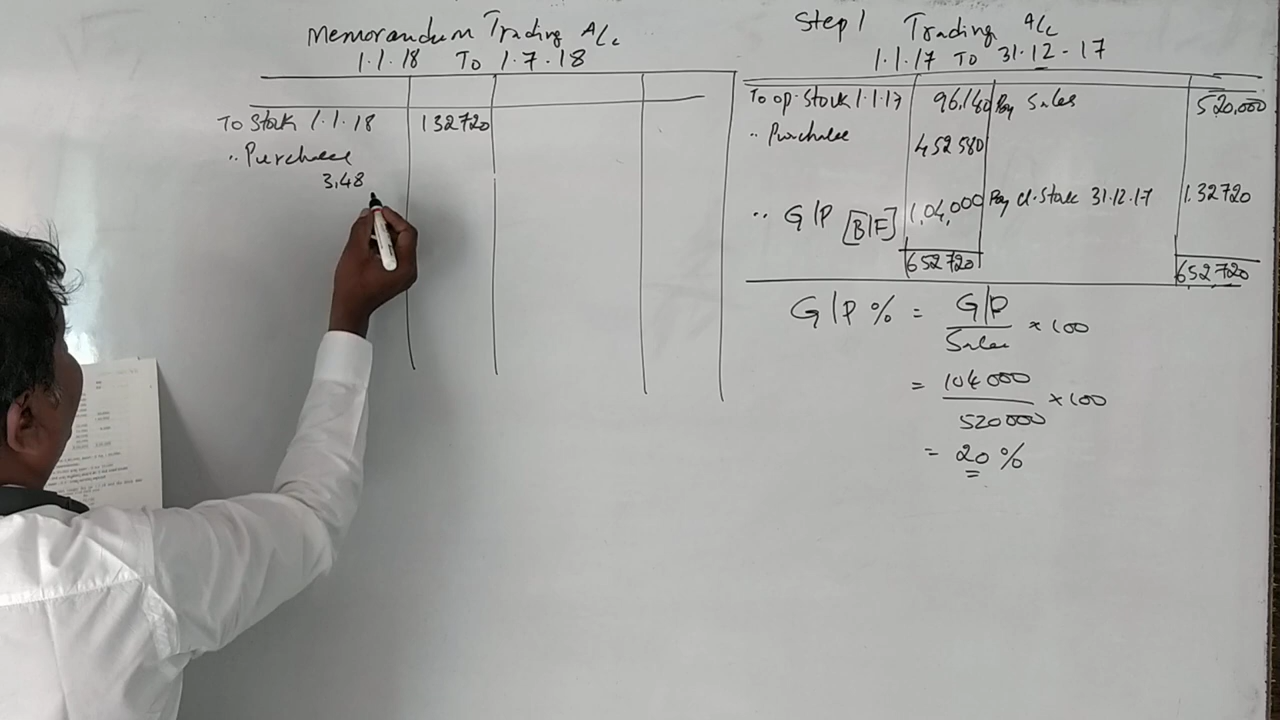 Memorandum Trading A/c
1.1.18 To 1.7.18
To Stock 1.1.18 132720
,, Purchase
3,48
Step 1 Trading A/c
1.1.17 TO 31.12-17
To op. Stock 1.1.17 96,180 By Sales 520,000
,, Purchase 452580
,, G/P [B/F] 1,04,000 By cl. Stock 31.12.17 1,32720
652720 652720
G/P % = G/P / Sales × 100
= 104000 / 520000 × 100
= 20 %